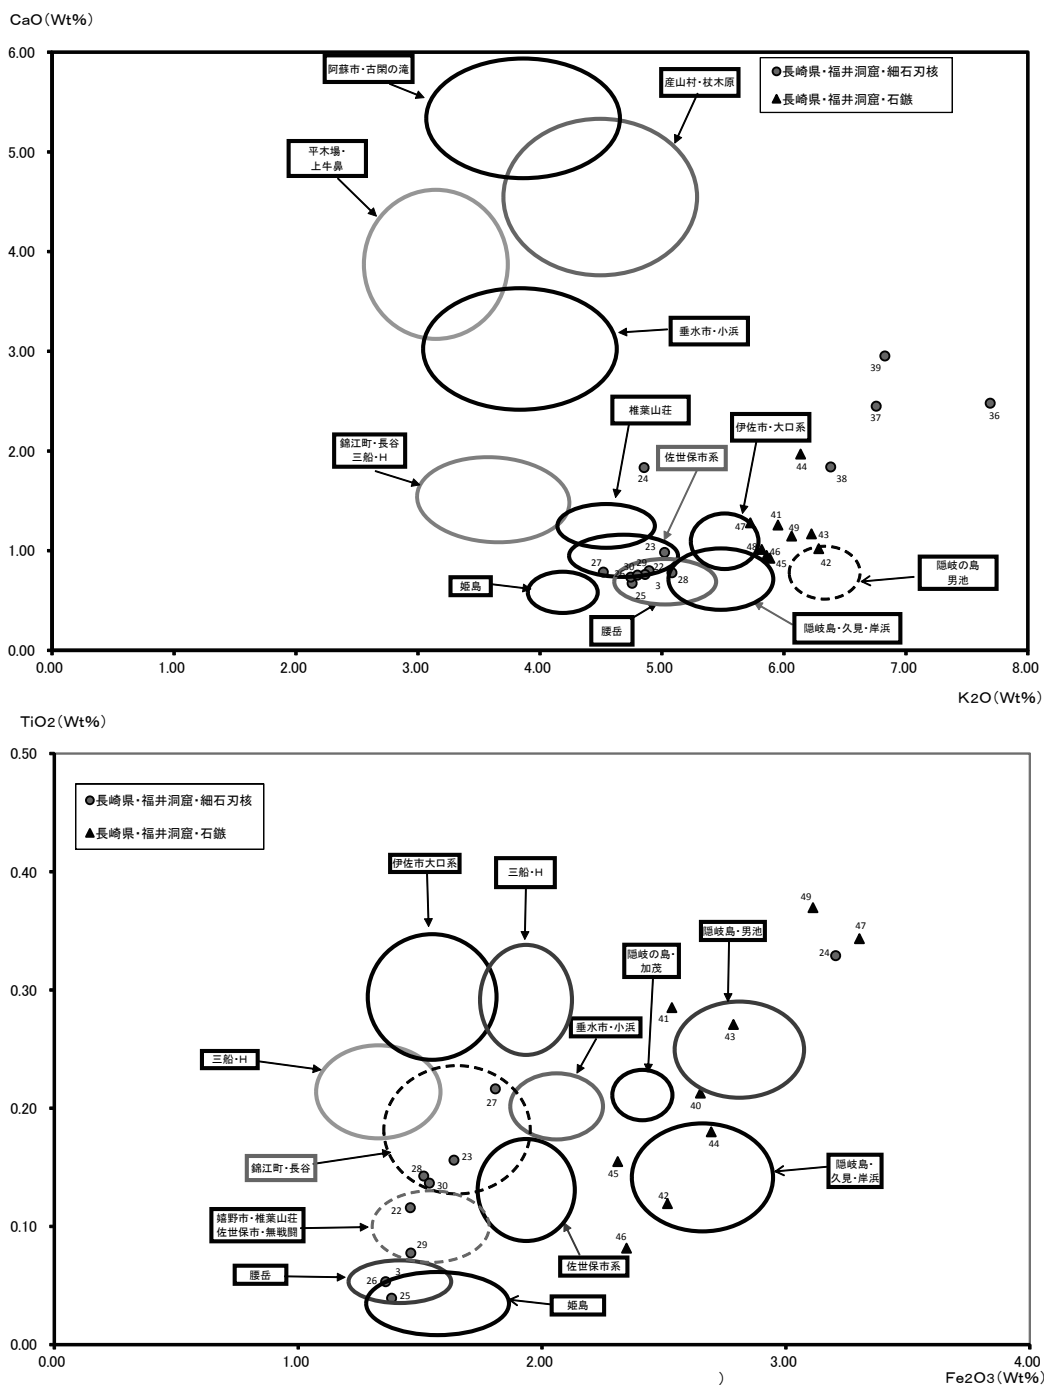 CaO(Wt%)
6.00
5.00
4.00
3.00
2.00
1.00
0.00
0.00 1.00 2.00 3.00 4.00 5.00 6.00 7.00 8.00
K2O(Wt%)
阿蘇市・古閑の滝
産山村・杖木原
●長崎県・福井洞窟・細石刃核
▲長崎県・福井洞窟・石鏃
平木場・
上牛鼻
垂水市・小浜
39
37
36
椎葉山荘
伊佐市・大口系
錦江町・長谷
三船・H
佐世保市系
24
44
38
47
41
49
43
48
46
45
42
23
27
30
29
22
26
3
28
25
姫島
腰岳
隠岐島・久見・岸浜
隠岐の島
男池
TiO2(Wt%)
0.50
0.40
0.30
0.20
0.10
0.00
0.00 1.00 2.00 3.00 4.00
)
Fe2O3(Wt%)
●長崎県・福井洞窟・細石刃核
▲長崎県・福井洞窟・石鏃
伊佐市大口系
三船・H
49
47
24
隠岐島・男池
隠岐の島・
加茂
41
43
垂水市・小浜
三船・H
27
40
44
錦江町・長谷
23
28
30
45
隠岐島・
久見・岸浜
42
嬉野市・椎葉山荘
佐世保市・無戦闘
22
29
46
佐世保市系
腰岳
3
26
25
姫島